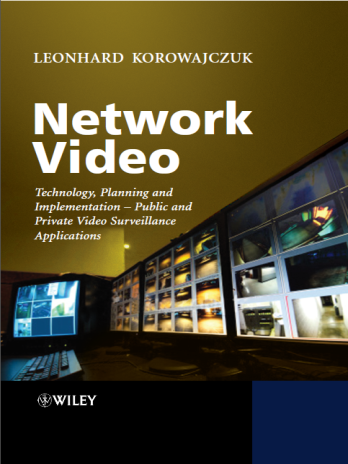 LEONHARD KOROWAJCZUK
Network
Video
Technology, Planning and
Implementation – Public and
Private Video Surveillance
Applications
WILEY